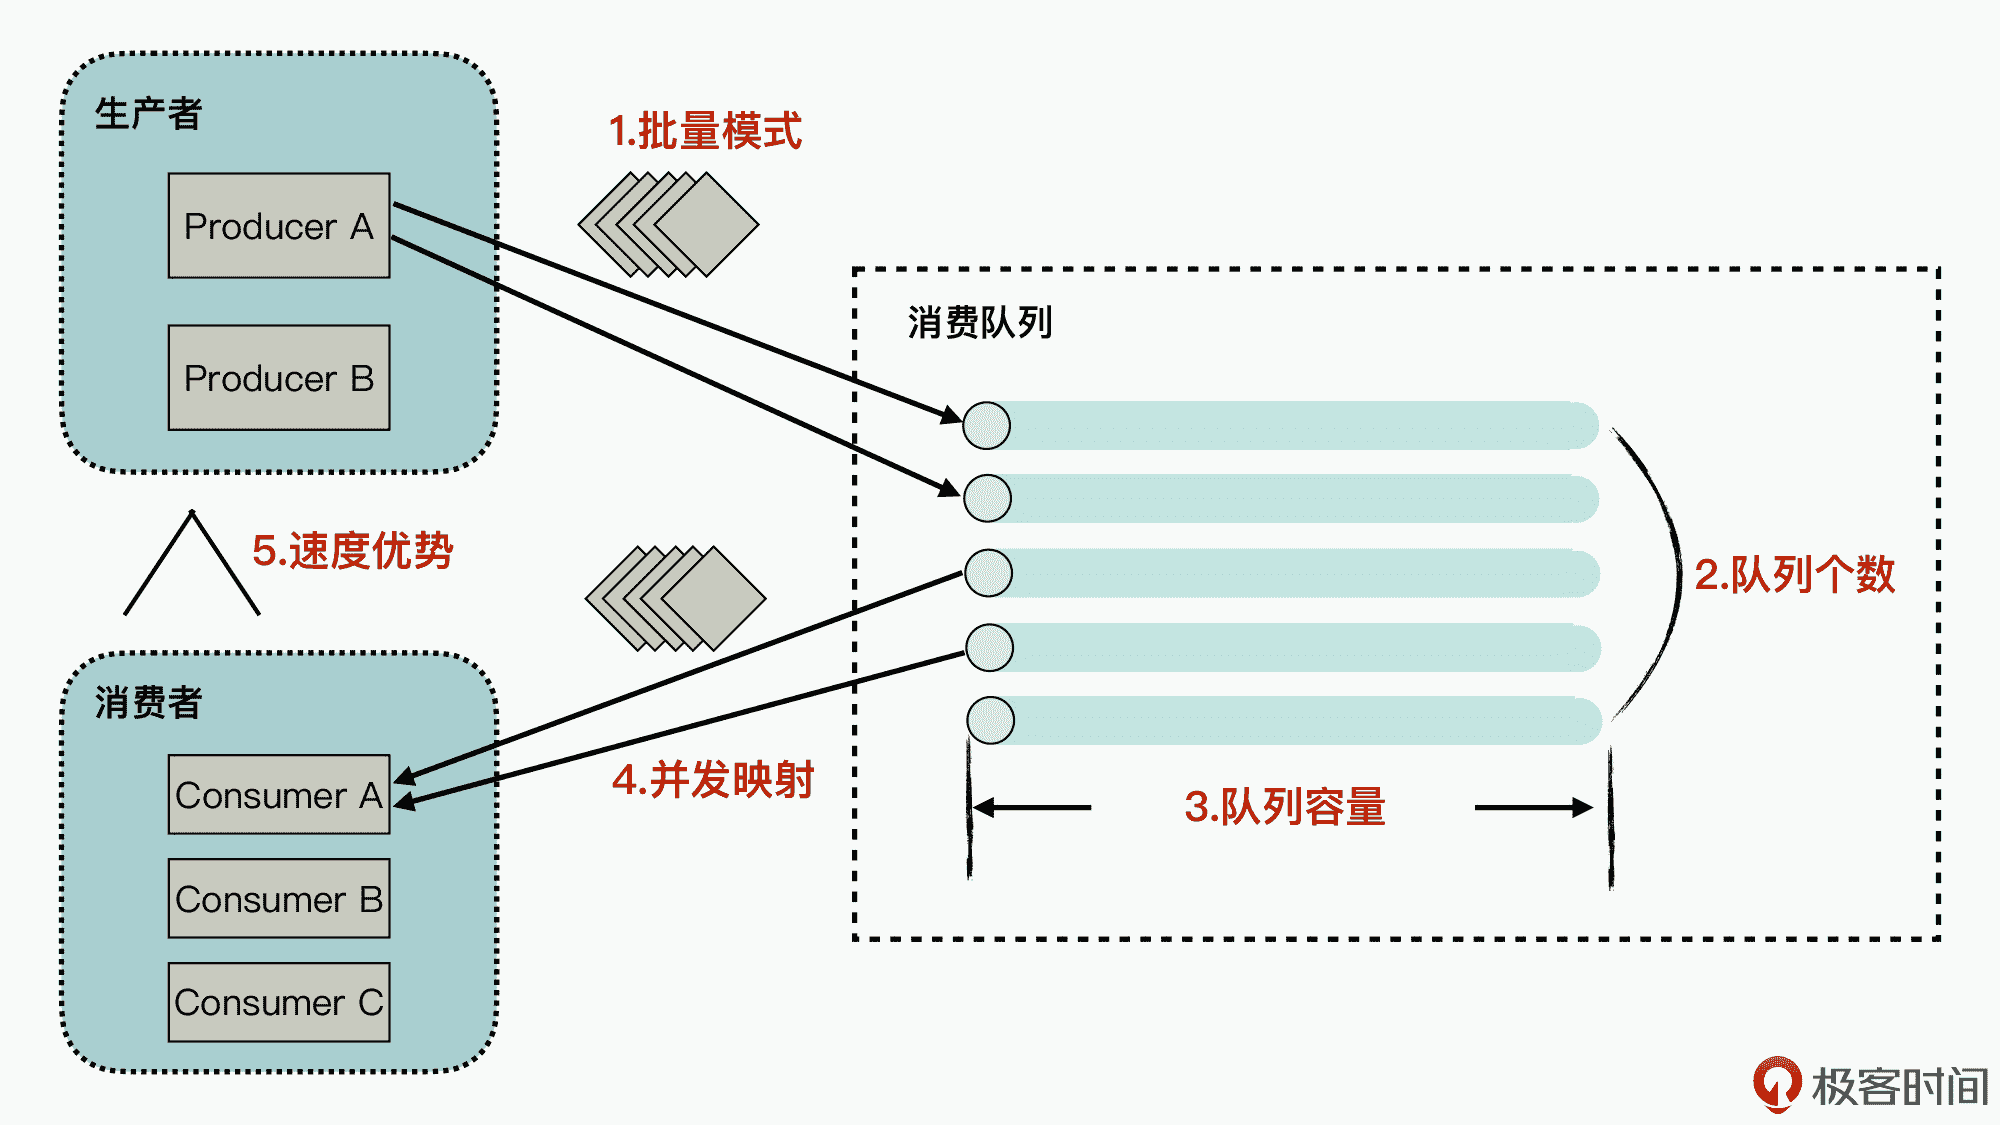 生产者
Producer A
Producer B
1.批量模式
消费队列
2.队列个数
3.队列容量
4.并发映射
5.速度优势
消费者
Consumer A
Consumer B
Consumer C
极客时间